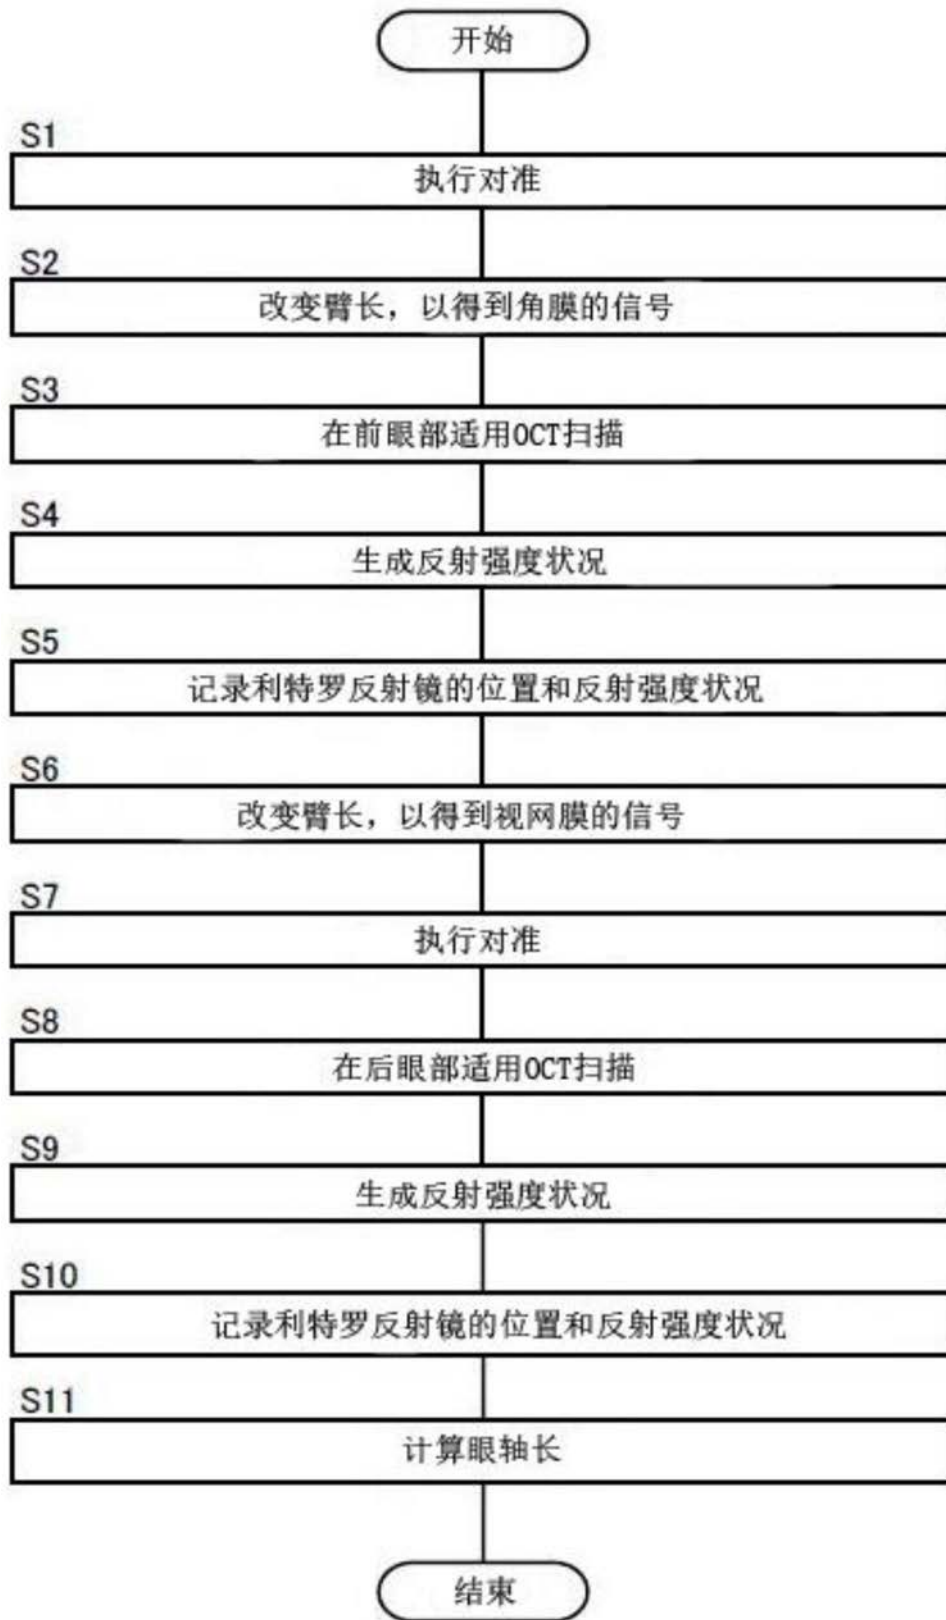 开始
S1
执行对准
S2
改变臂长，以得到角膜的信号
S3
在前眼部适用OCT扫描
S4
生成反射强度状况
S5
记录利特罗反射镜的位置和反射强度状况
S6
改变臂长，以得到视网膜的信号
S7
执行对准
S8
在后眼部适用OCT扫描
S9
生成反射强度状况
S10
记录利特罗反射镜的位置和反射强度状况
S11
计算眼轴长
结束